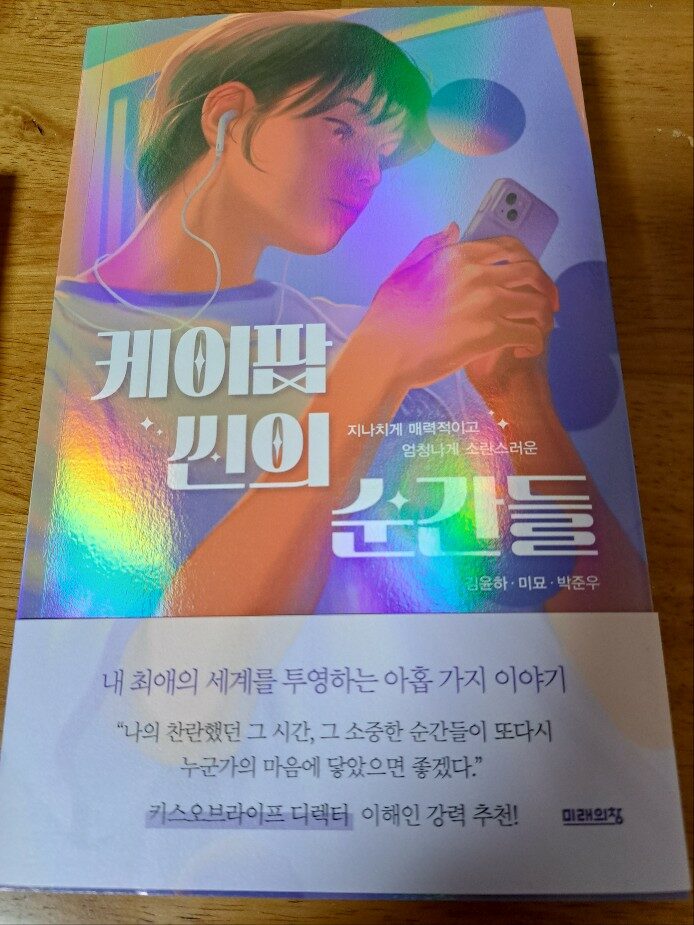 케이팝
씬의
지나치게 매력적이고
엄청나게 소란스러운
순간들
김윤하·미묘·박준우
내 최애의 세계를 투영하는 아홉 가지 이야기
“나의 찬란했던 그 시간, 그 소중한 순간들이 또다시
누군가의 마음에 닿았으면 좋겠다.”
키스오브라이프 디렉터 이해인 강력 추천!
미래의창